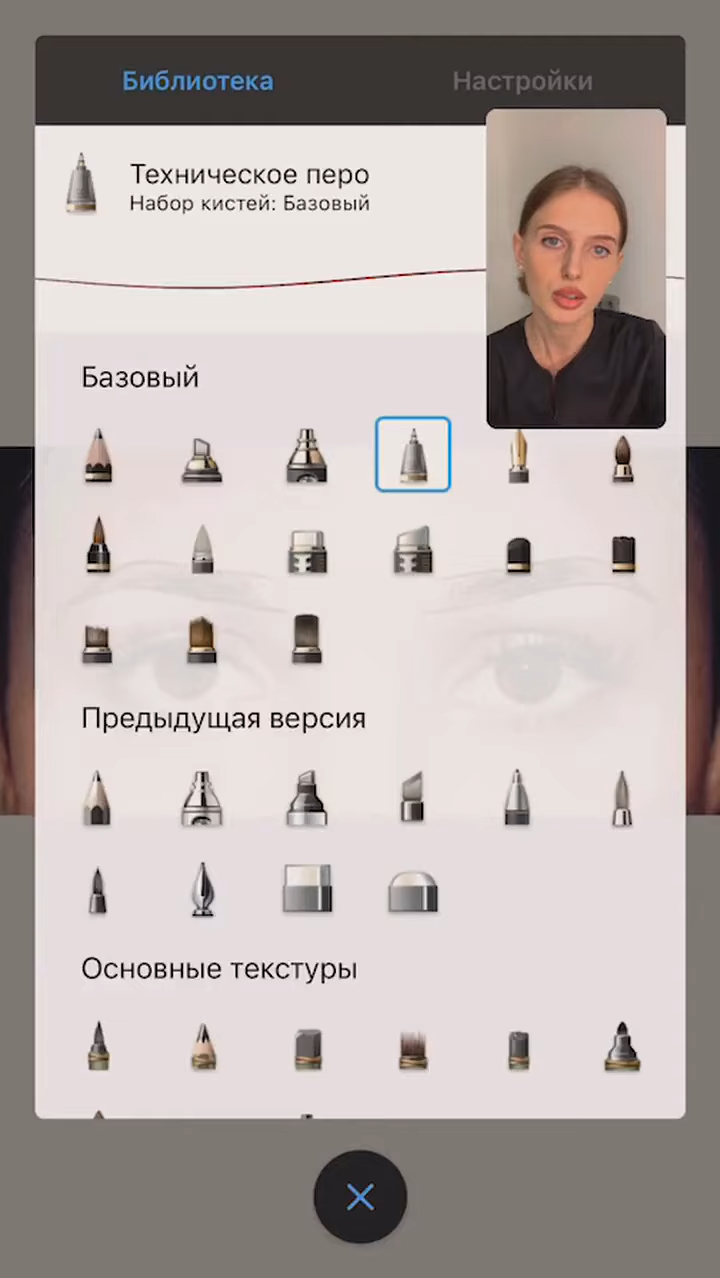 Библиотека
Настройки
Техническое перо
Набор кистей: Базовый
Базовый
Предыдущая версия
Основные текстуры